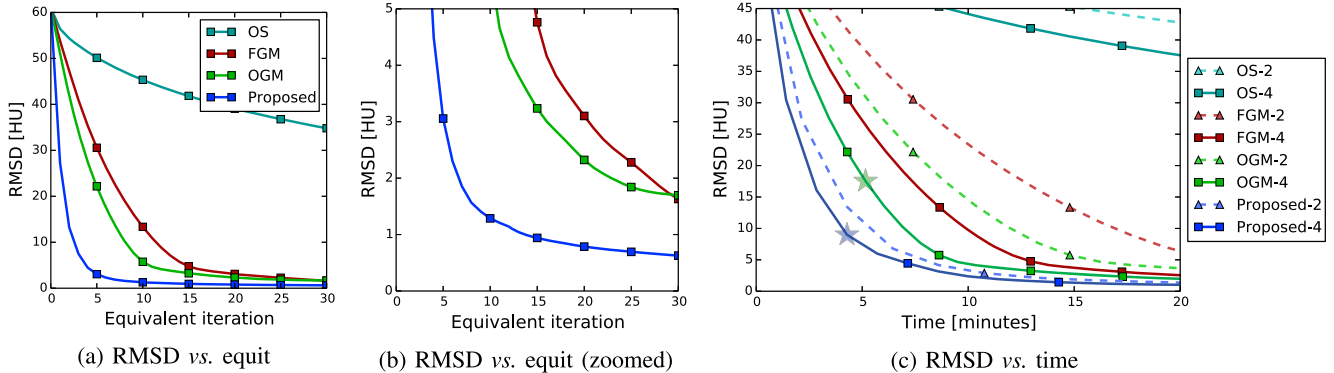 60
50
40
30
20
10
0
RMSD [HU]
0 5 10 15 20 25 30
Equivalent iteration
OS
FGM
OGM
Proposed
(a) RMSD vs. equit
5
4
3
2
1
0
RMSD [HU]
0 5 10 15 20 25 30
Equivalent iteration
(b) RMSD vs. equit (zoomed)
45
40
35
30
25
20
15
10
5
0
RMSD [HU]
0 5 10 15 20
Time [minutes]
(c) RMSD vs. time
OS-2
OS-4
FGM-2
FGM-4
OGM-2
OGM-4
Proposed-2
Proposed-4